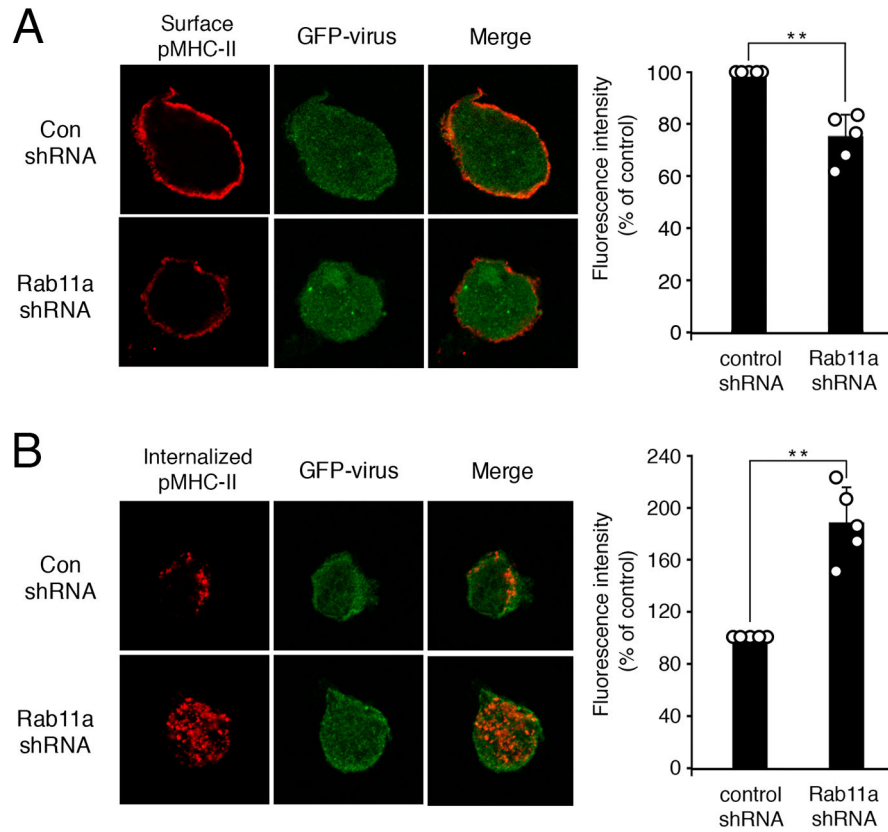 A
Surface
pMHC-II
GFP-virus
Merge
Con
shRNA
Rab11a
shRNA
Fluorescence intensity
(% of control)
100
80
60
40
20
0
**
control
shRNA
Rab11a
shRNA
B
Internalized
pMHC-II
GFP-virus
Merge
Con
shRNA
Rab11a
shRNA
Fluorescence intensity
(% of control)
240
200
160
120
80
40
0
**
control
shRNA
Rab11a
shRNA